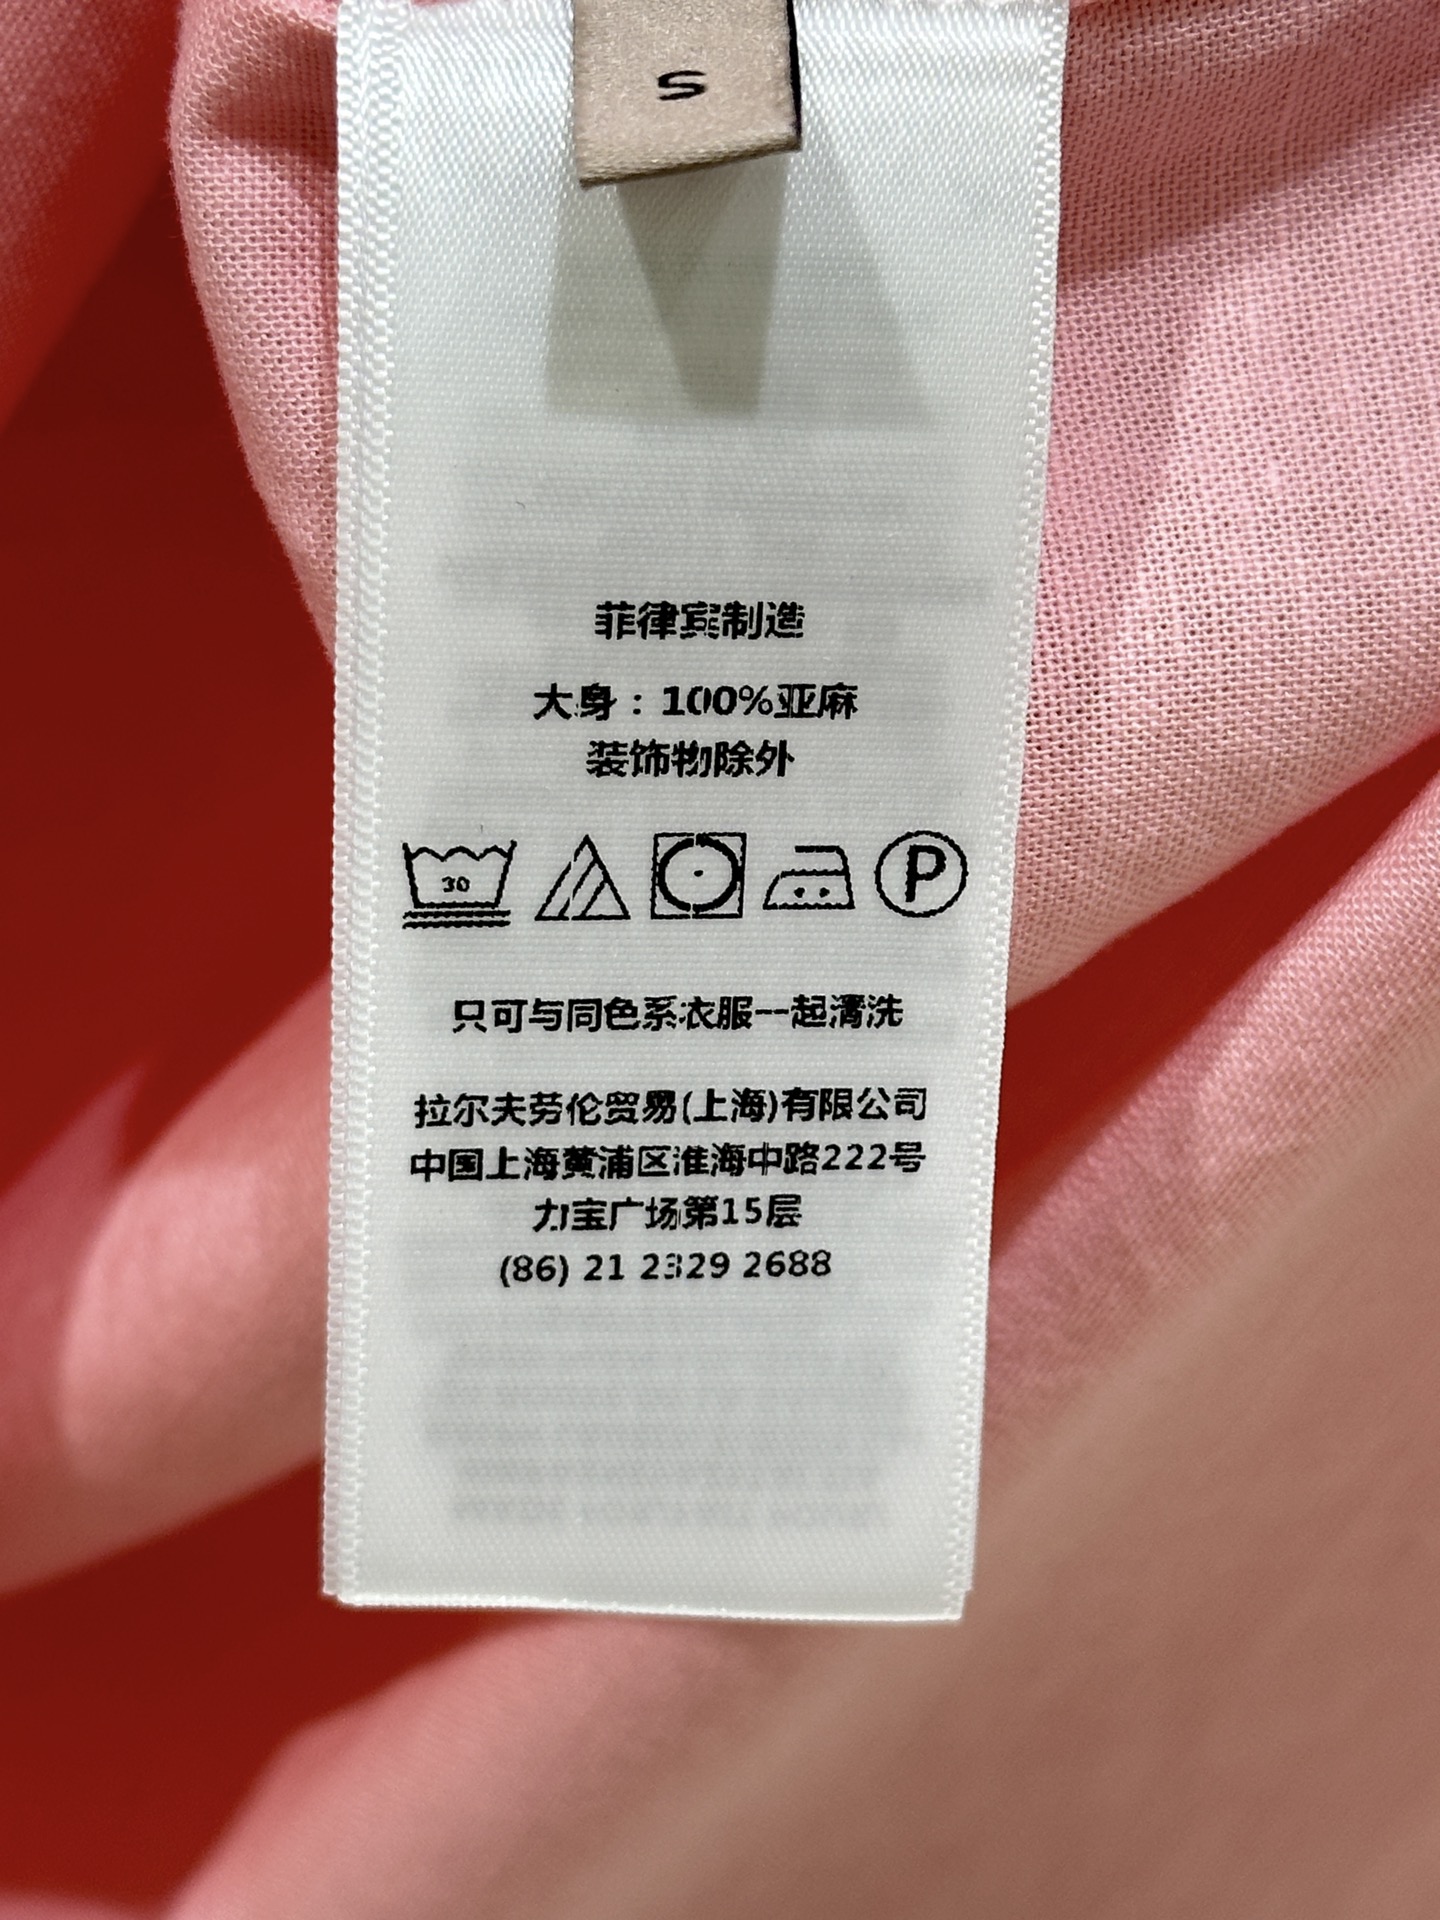 S
菲律宾制造
大身：100%亚麻
装饰物除外
30
P
只可与同色系衣服一起清洗
拉尔夫劳伦贸易(上海)有限公司
中国上海黄浦区淮海中路222号
力宝广场第15层
(86) 21 2329 2688